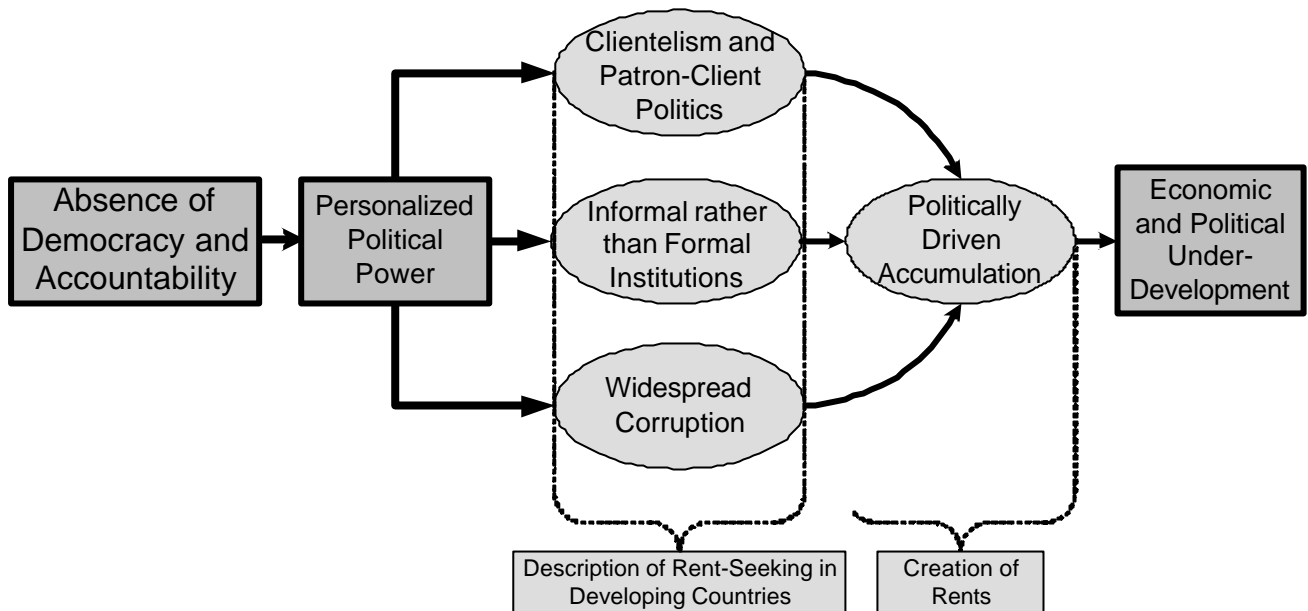 Absence of
Democracy and
Accountability
Personalized
Political
Power
Clientelism and
Patron-Client
Politics
Informal rather
than Formal
Institutions
Widespread
Corruption
Politically
Driven
Accumulation
Economic
and Political
Under-
Development
Description of Rent-Seeking in
Developing Countries
Creation of
Rents